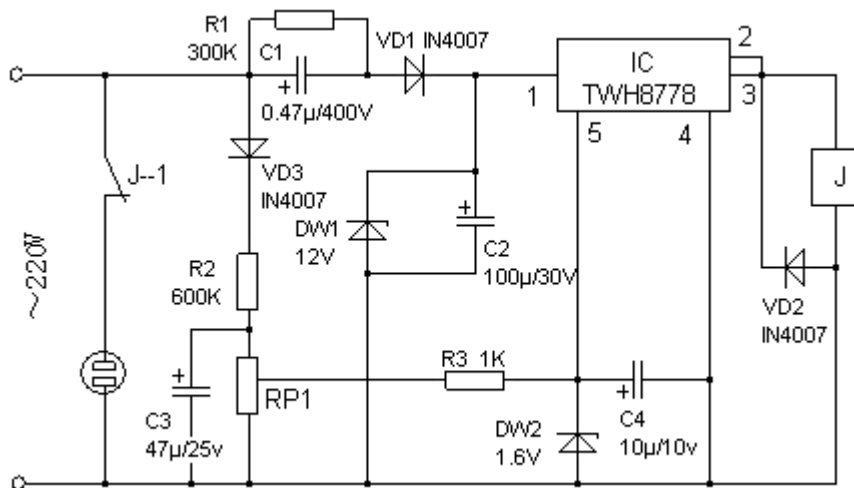 R1
300K
C1
0.47µ/400V
VD1 IN4007
IC
TWH8778
1
2
3
5
4
J--1
VD3
IN4007
DW1
12V
C2
100µ/30V
J
VD2
IN4007
~220W
R2
600K
C3
47µ/25v
RP1
R3 1K
DW2
1.6V
C4
10µ/10v